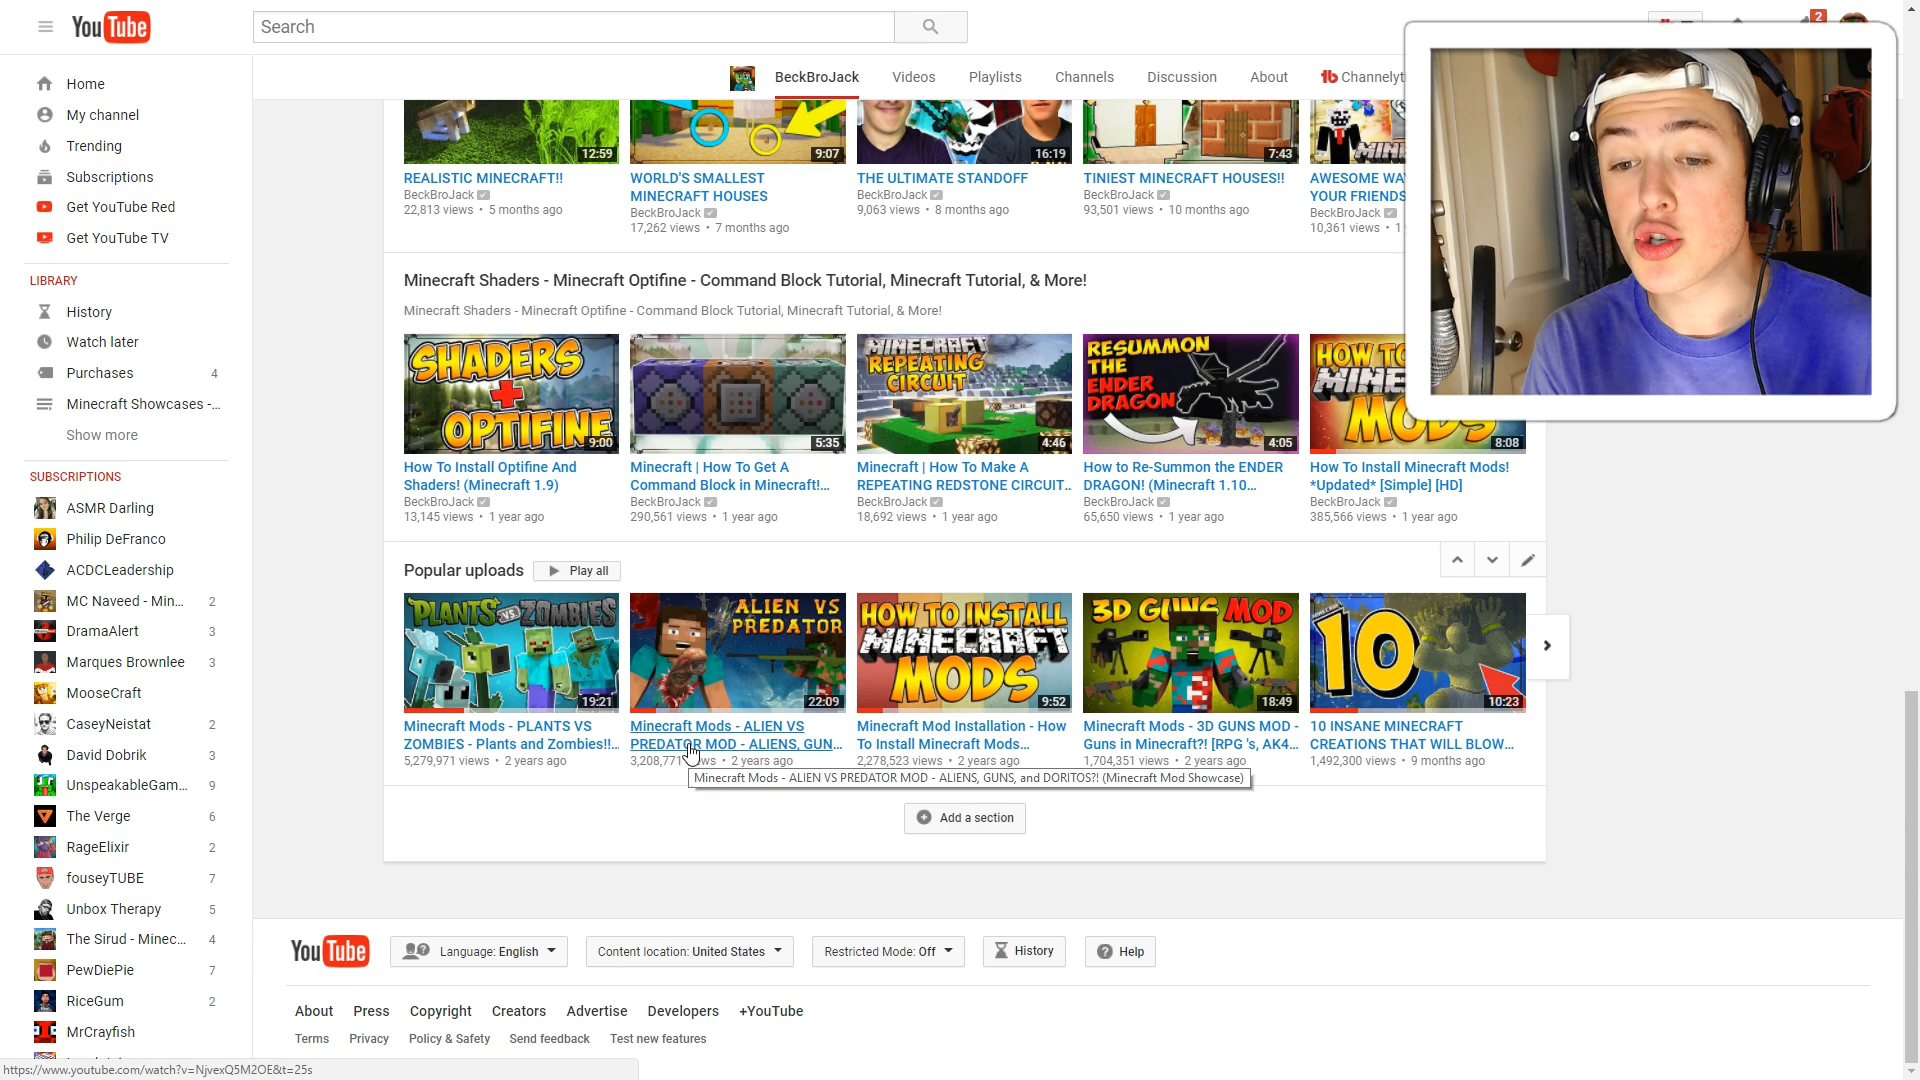 YouTube
Search
2
Home
My channel
Trending
Subscriptions
Get YouTube Red
Get YouTube TV
LIBRARY
History
Watch later
Purchases 4
Minecraft Showcases -...
Show more
SUBSCRIPTIONS
ASMR Darling
Philip DeFranco
ACDCLeadership
MC Naveed - Min... 2
DramaAlert 3
Marques Brownlee 3
MooseCraft
CaseyNeistat 2
David Dobrik 2
UnspeakableGam... 9
The Verge 6
RageElixir 2
fouseyTUBE 7
Unbox Therapy 5
The Sirud - Minec... 4
PewDiePie 7
RiceGum 2
MrCrayfish
https://www.youtube.com/watch?v=NjvexQ5M2OE&t=25s
BeckBroJack Videos Playlists Channels Discussion About Channelyt
12:59 9:07 16:19 7:43 MIN
REALISTIC MINECRAFT!!
BeckBroJack
22,813 views • 5 months ago
WORLD'S SMALLEST
MINECRAFT HOUSES
BeckBroJack
17,262 views • 7 months ago
THE ULTIMATE STANDOFF
BeckBroJack
9,063 views • 8 months ago
TINIEST MINECRAFT HOUSES!!
BeckBroJack
93,501 views • 10 months ago
AWESOME WA
YOUR FRIENDS
BeckBroJack
10,361 views • 1
Minecraft Shaders - Minecraft Optifine - Command Block Tutorial, Minecraft Tutorial, & More!
Minecraft Shaders - Minecraft Optifine - Command Block Tutorial, Minecraft Tutorial, & More!
SHADERS
+
OPTIFINE
9:00
How To Install Optifine And
Shaders! (Minecraft 1.9)
BeckBroJack
13,145 views • 1 year ago
5:35
Minecraft | How To Get A
Command Block in Minecraft!...
BeckBroJack
290,561 views • 1 year ago
MINECRAFT
REPEATING
CIRCUIT
4:46
Minecraft | How To Make A
REPEATING REDSTONE CIRCUIT...
BeckBroJack
18,692 views • 1 year ago
RESUMMON
THE
ENDER
DRAGON
4:05
How to Re-Summon the ENDER
DRAGON! (Minecraft 1.10...
BeckBroJack
65,650 views • 1 year ago
HOW TO
MINE
MODS
8:08
How To Install Minecraft Mods!
*Updated* [Simple] [HD]
BeckBroJack
385,566 views • 1 year ago
Popular uploads Play all
PLANTS VS ZOMBIES
19:21
Minecraft Mods - PLANTS VS
ZOMBIES - Plants and Zombies!!...
5,279,971 views • 2 years ago
ALIEN VS
PREDATOR
22:09
Minecraft Mods - ALIEN VS
PREDATOR MOD - ALIENS, GUN...
3,208,771 ws • 2 years ago
HOW TO INSTALL
MINECRAFT
MODS
9:52
Minecraft Mod Installation - How
To Install Minecraft Mods...
2,278,523 views • 2 years ago
3D GUNS MOD
18:49
Minecraft Mods - 3D GUNS MOD -
Guns in Minecraft?! [RPG 's, AK4...
1,704,351 views • 2 years ago
MINECRAFT
10
10:23
10 INSANE MINECRAFT
CREATIONS THAT WILL BLOW...
1,492,300 views • 9 months ago
Minecraft Mods - ALIEN VS PREDATOR MOD - ALIENS, GUNS, and DORITOS?! (Minecraft Mod Showcase)
Add a section
YouTube Language: English Content location: United States Restricted Mode: Off History Help
About Press Copyright Creators Advertise Developers +YouTube
Terms Privacy Policy & Safety Send feedback Test new features